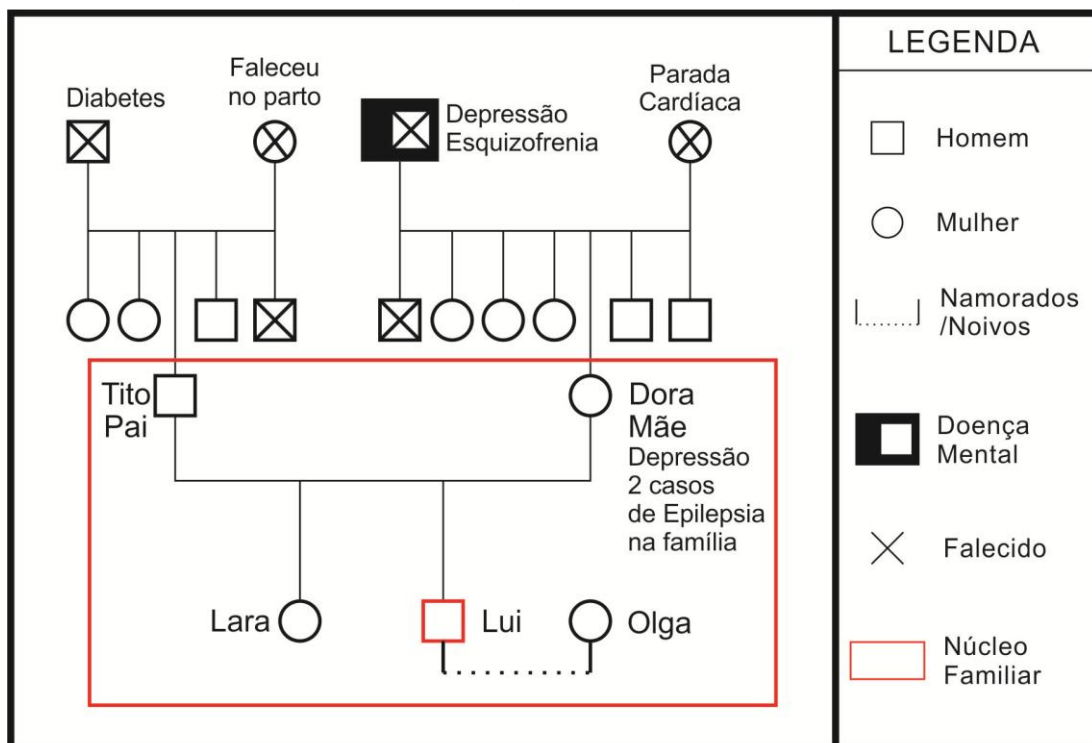 Diabetes
Faleceu
no parto
Depressão
Esquizofrenia
Parada
Cardíaca
Tito
Pai
Dora
Mãe
Depressão
2 casos
de Epilepsia
na família
Lara
Lui
Olga
LEGENDA
Homem
Mulher
Namorados
/Noivos
Doença
Mental
Falecido
Núcleo
Familiar